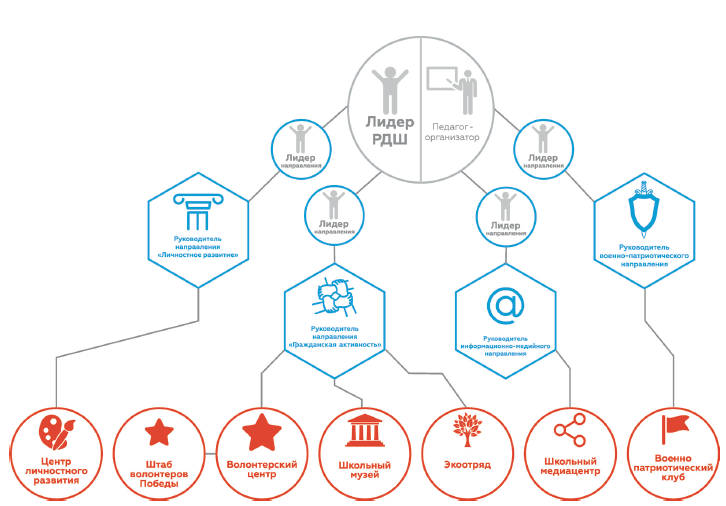 Лидер
РДШ
Педагог-
организатор
Лидер
направления
Лидер
направления
Лидер
направления
Лидер
направления
Руководитель
направления
«Личностное развитие»
Руководитель
направления
«Гражданская активность»
Руководитель
информационно-медийного
направления
Руководитель
военно-патриотического
направления
Центр
личностного
развития
Штаб
волонтеров
Победы
Волонтерский
центр
Школьный
музей
Экоотряд
Школьный
медиацентр
Военно
патриотический
клуб